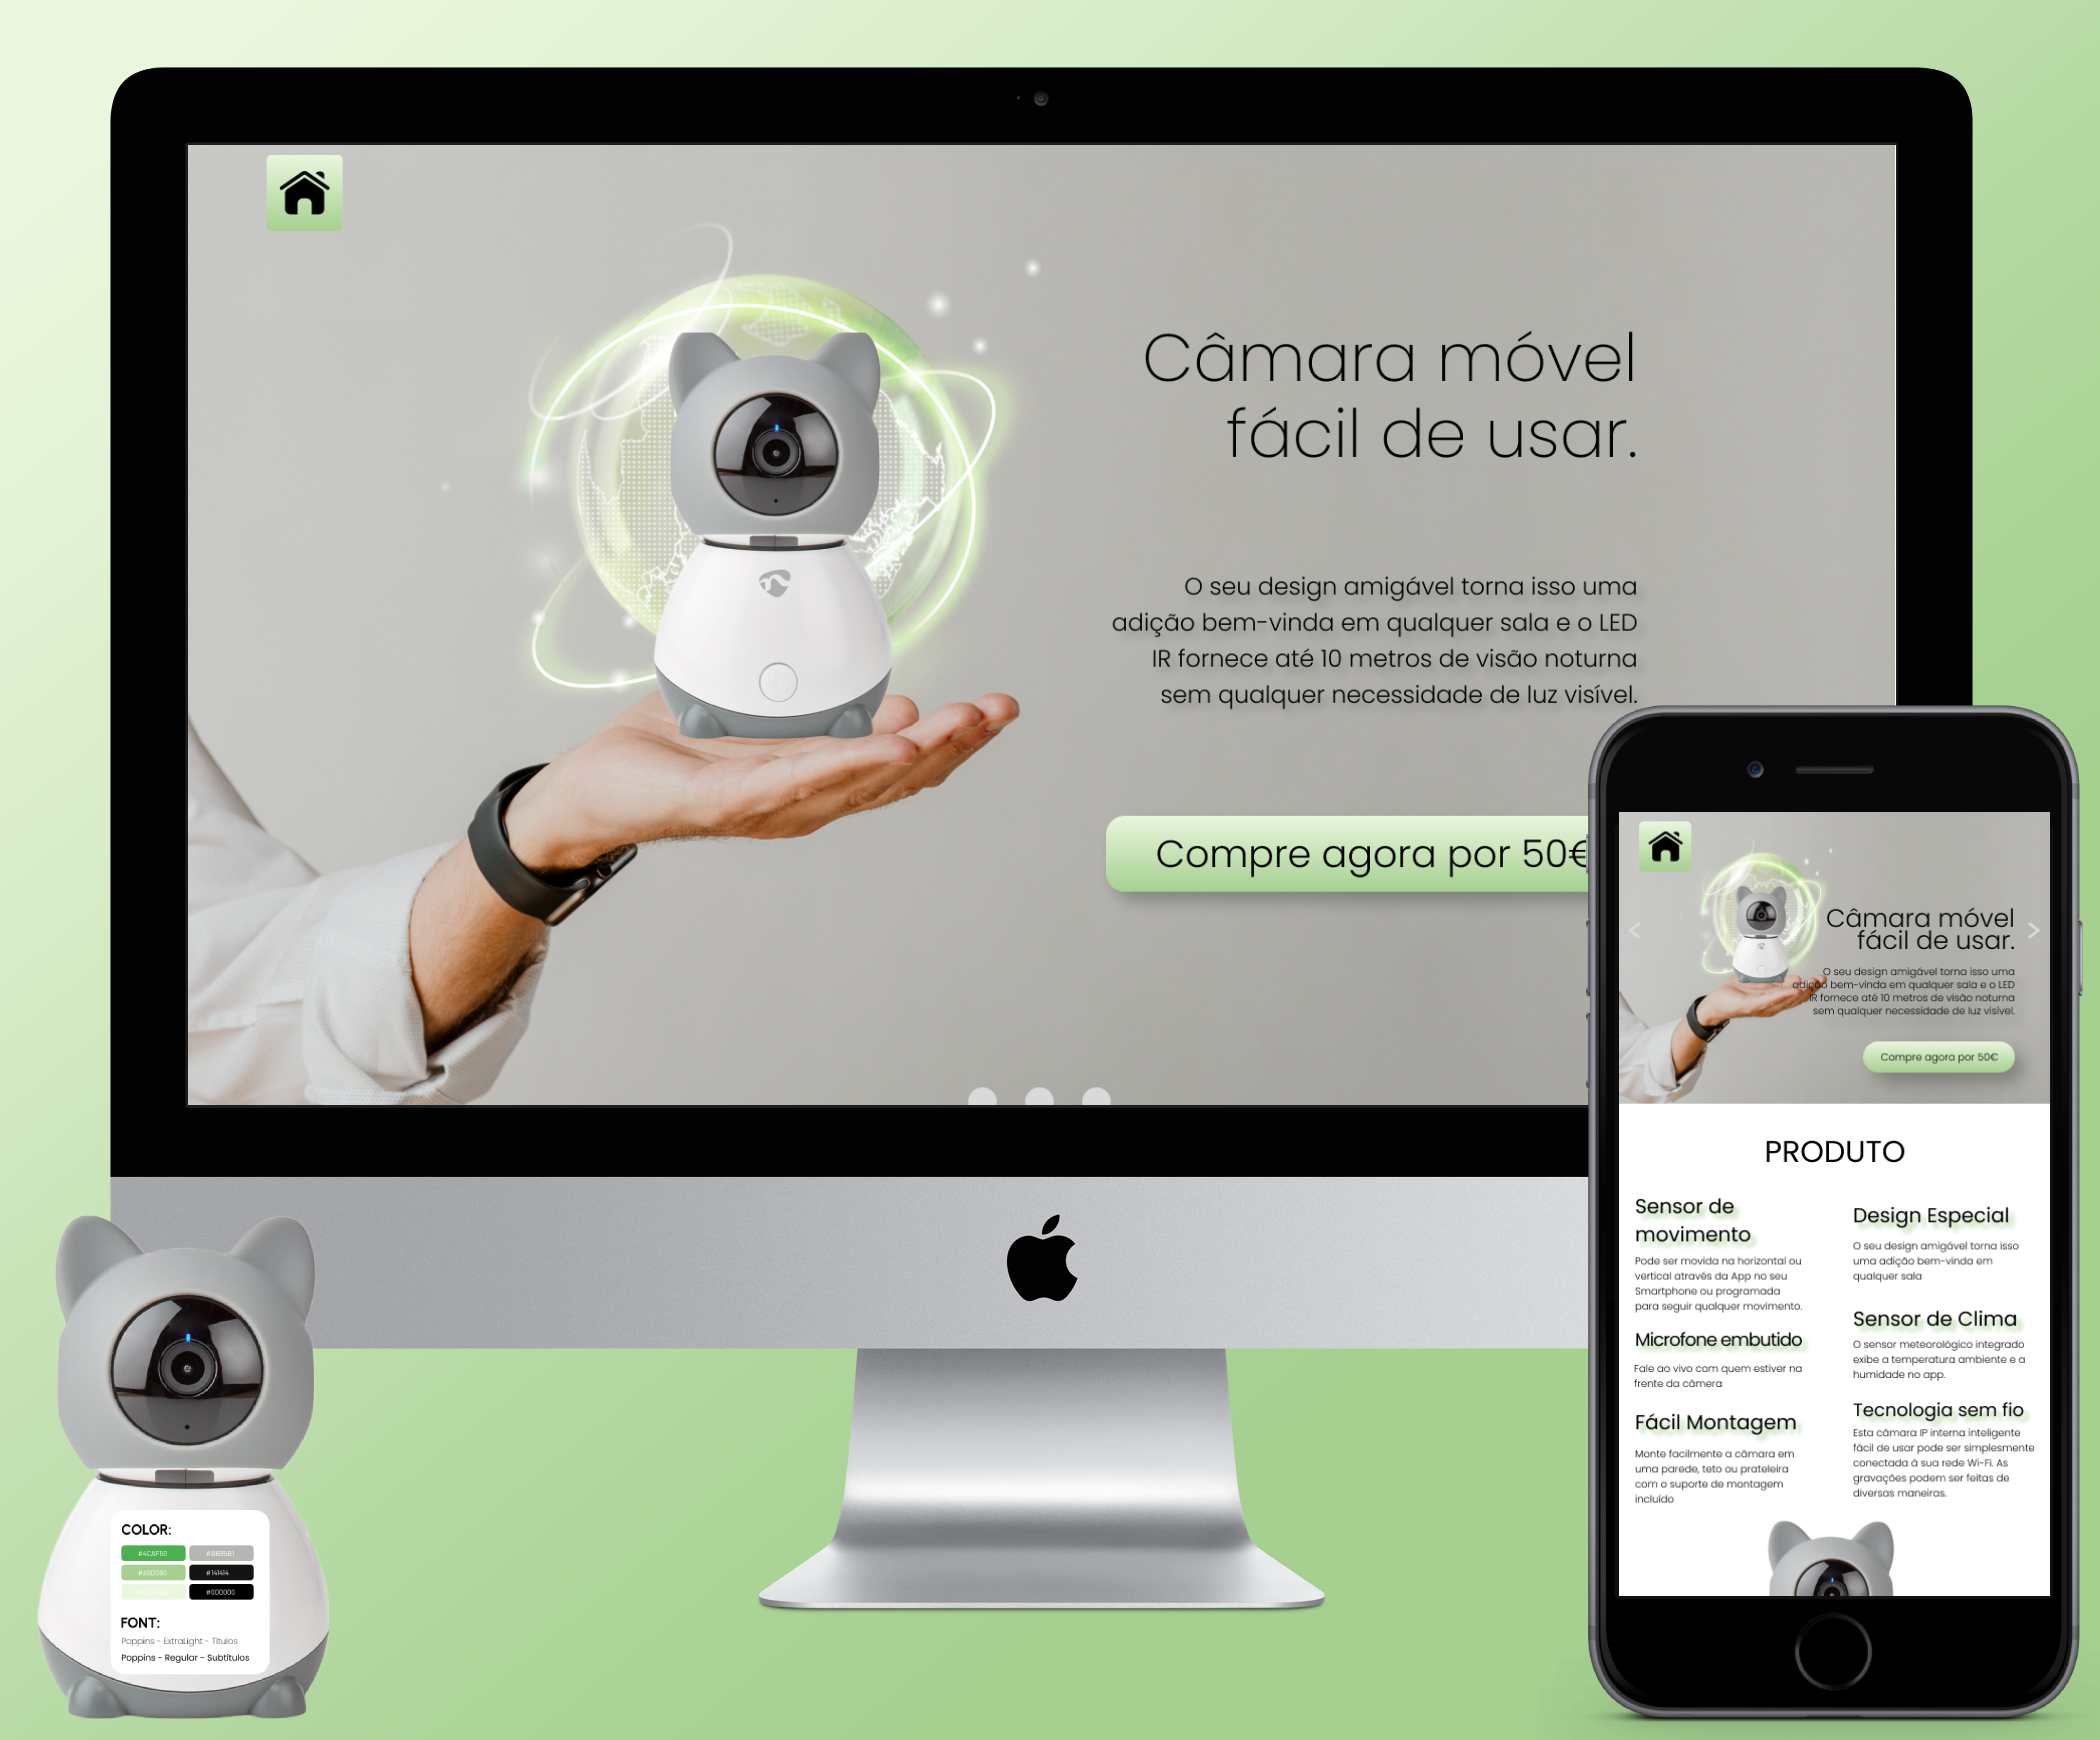 Câmara móvel
fácil de usar.
O seu design amigável torna isso uma
adição bem-vinda em qualquer sala e o LED
IR fornece até 10 metros de visão noturna
sem qualquer necessidade de luz visível.
Compre agora por 50€
Câmara móvel
fácil de usar.
O seu design amigável torna isso uma
adição bem-vinda em qualquer sala e o LED
IR fornece até 10 metros de visão noturna
sem qualquer necessidade de luz visível.
Compre agora por 50€
PRODUTO
Sensor de
movimento
Pode ser movida na horizontal ou
vertical através da App no seu
Smartphone ou programada
para seguir qualquer movimento.
Microfone embutido
Fale ao vivo com quem estiver na
frente da câmera
Fácil Montagem
Monte facilmente a câmara em
uma parede, teto ou prateleira
com o suporte de montagem
incluído
Design Especial
O seu design amigável torna isso
uma adição bem-vinda em
qualquer sala
Sensor de Clima
O sensor meteorológico integrado
exibe a temperatura ambiente e a
humidade no app.
Tecnologia sem fio
Esta câmara IP interna inteligente
fácil de usar pode ser simplesmente
conectada à sua rede Wi-Fi. As
gravações podem ser feitas de
diversas maneiras.
COLOR:
#4CAF50
#141414
#000000
FONT:
Poppins - ExtraLight - Títulos
Poppins - Regular - Subtítulos